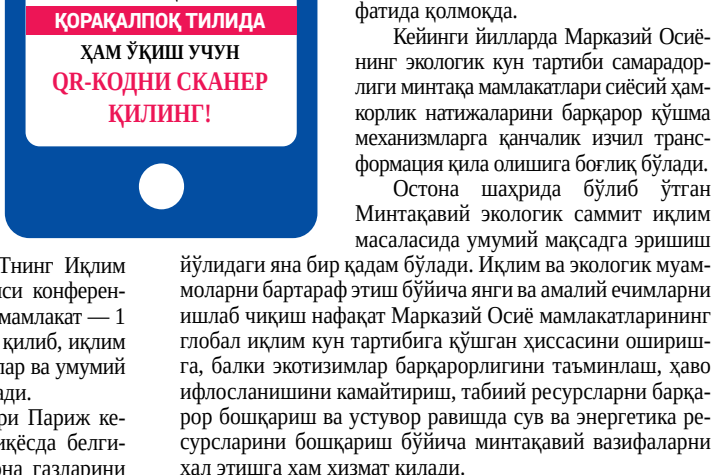 ҚОРАҚАЛПОҚ ТИЛИДА
ҲАМ ЎҚИШ УЧУН
QR-КОДНИ СКАНЕР
ҚИЛИНГ!
Тнинг Иқлим
си конферен-
мамлакат — 1
қилиб, иқлим
лар ва умумий
ади.
ри Париж ке-
иқёсда белги-
она газларини
фатида қолмоқда.
Кейинги йилларда Марказий Осиё-
нинг экологик кун тартиби самарадор-
лиги минтақа мамлакатлари сиёсий ҳам-
корлик натижаларини барқарор қўшма
механизмларга қанчалик изчил транс-
формация қила олишига боғлиқ бўлади.
Остона шаҳрида бўлиб ўтган
Минтақавий экологик саммит иқлим
масаласида умумий мақсадга эришиш
йўлидаги яна бир қадам бўлади. Иқлим ва экологик муам-
моларни бартараф этиш бўйича янги ва амалий ечимларни
ишлаб чиқиш нафақат Марказий Осиё мамлакатларининг
глобал иқлим кун тартибига қўшган ҳиссасини ошириш-
га, балки экотизимлар барқарорлигини таъминлаш, ҳаво
ифлосланишини камайтириш, табиий ресурсларни барқа-
рор бошқариш ва устувор равишда сув ва энергетика ре-
сурсларини бошқариш бўйича минтақавий вазифаларни
ҳал этишга ҳам хизмат қилади.